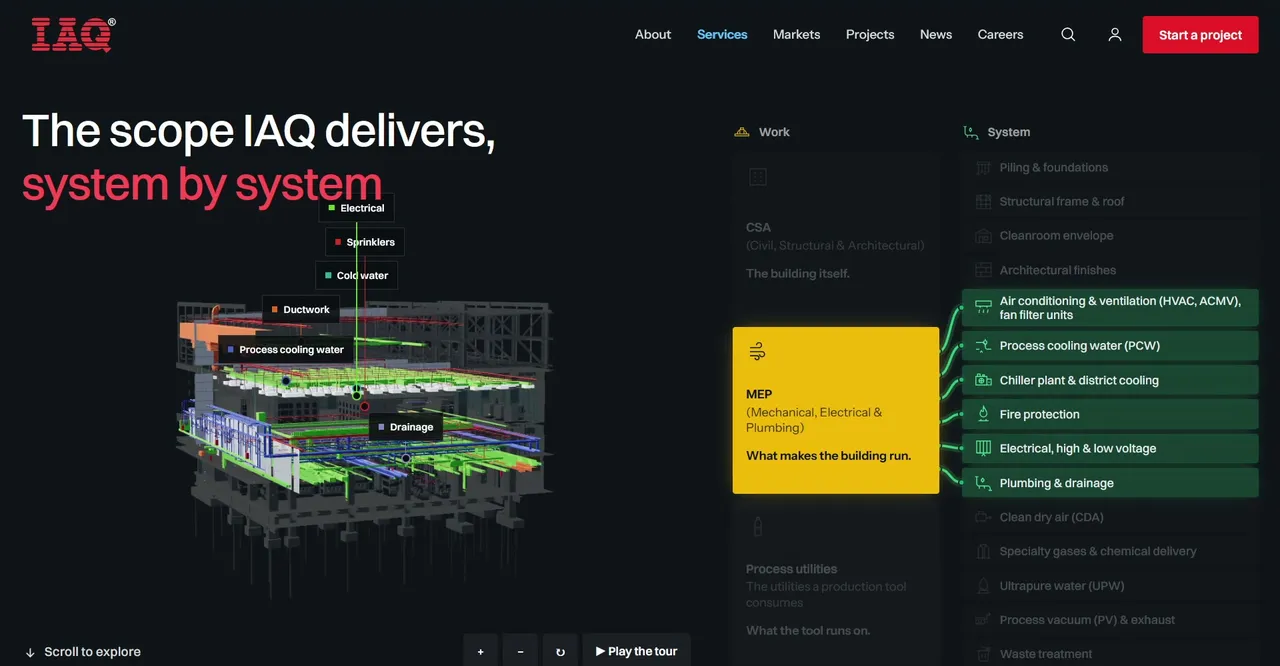 IAQ®
About
Services
Markets
Projects
News
Careers
Start a project
The scope IAQ delivers,
system by system
Electrical
Sprinklers
Cold water
Ductwork
Process cooling water
Drainage
Work
CSA
(Civil, Structural & Architectural)
The building itself.
MEP
(Mechanical, Electrical &
Plumbing)
What makes the building run.
Process utilities
The utilities a production tool
consumes
What the tool runs on.
System
Piling & foundations
Structural frame & roof
Cleanroom envelope
Architectural finishes
Air conditioning & ventilation (HVAC, ACMV),
fan filter units
Process cooling water (PCW)
Chiller plant & district cooling
Fire protection
Electrical, high & low voltage
Plumbing & drainage
Clean dry air (CDA)
Specialty gases & chemical delivery
Ultrapure water (UPW)
Process vacuum (PV) & exhaust
Waste treatment
↓ Scroll to explore
+
−
↻
▶ Play the tour